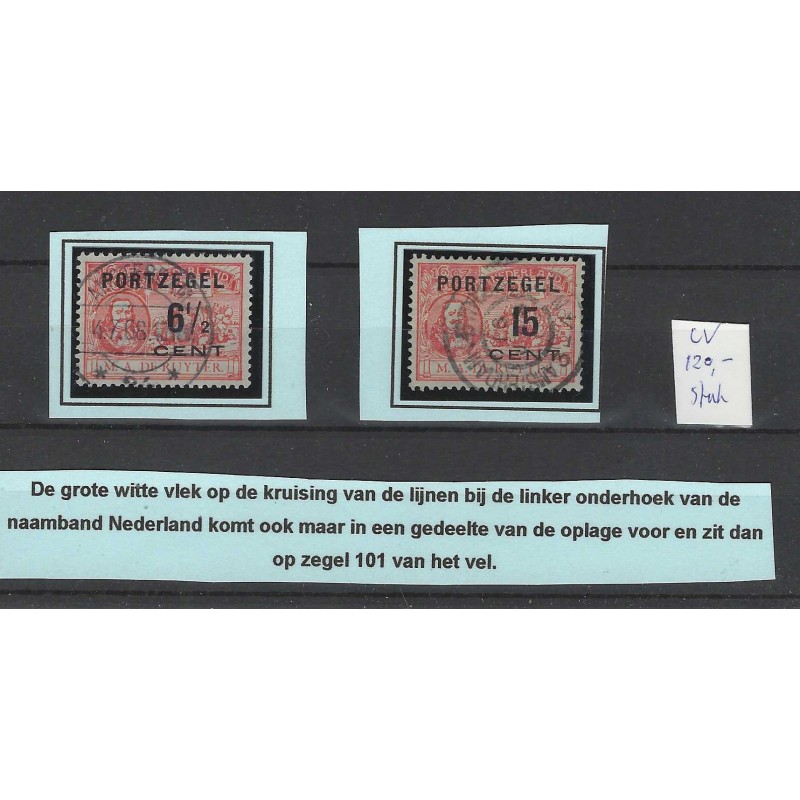 PORTZEGEL
6½
CENT
M. A. DE RUYTER.
PORTZEGEL
15
CENT
CV
120,-
stuk
De grote witte vlek op de kruising van de lijnen bij de linker onderhoek van de
naamband Nederland komt ook maar in een gedeelte van de oplage voor en zit dan
op zegel 101 van het vel.